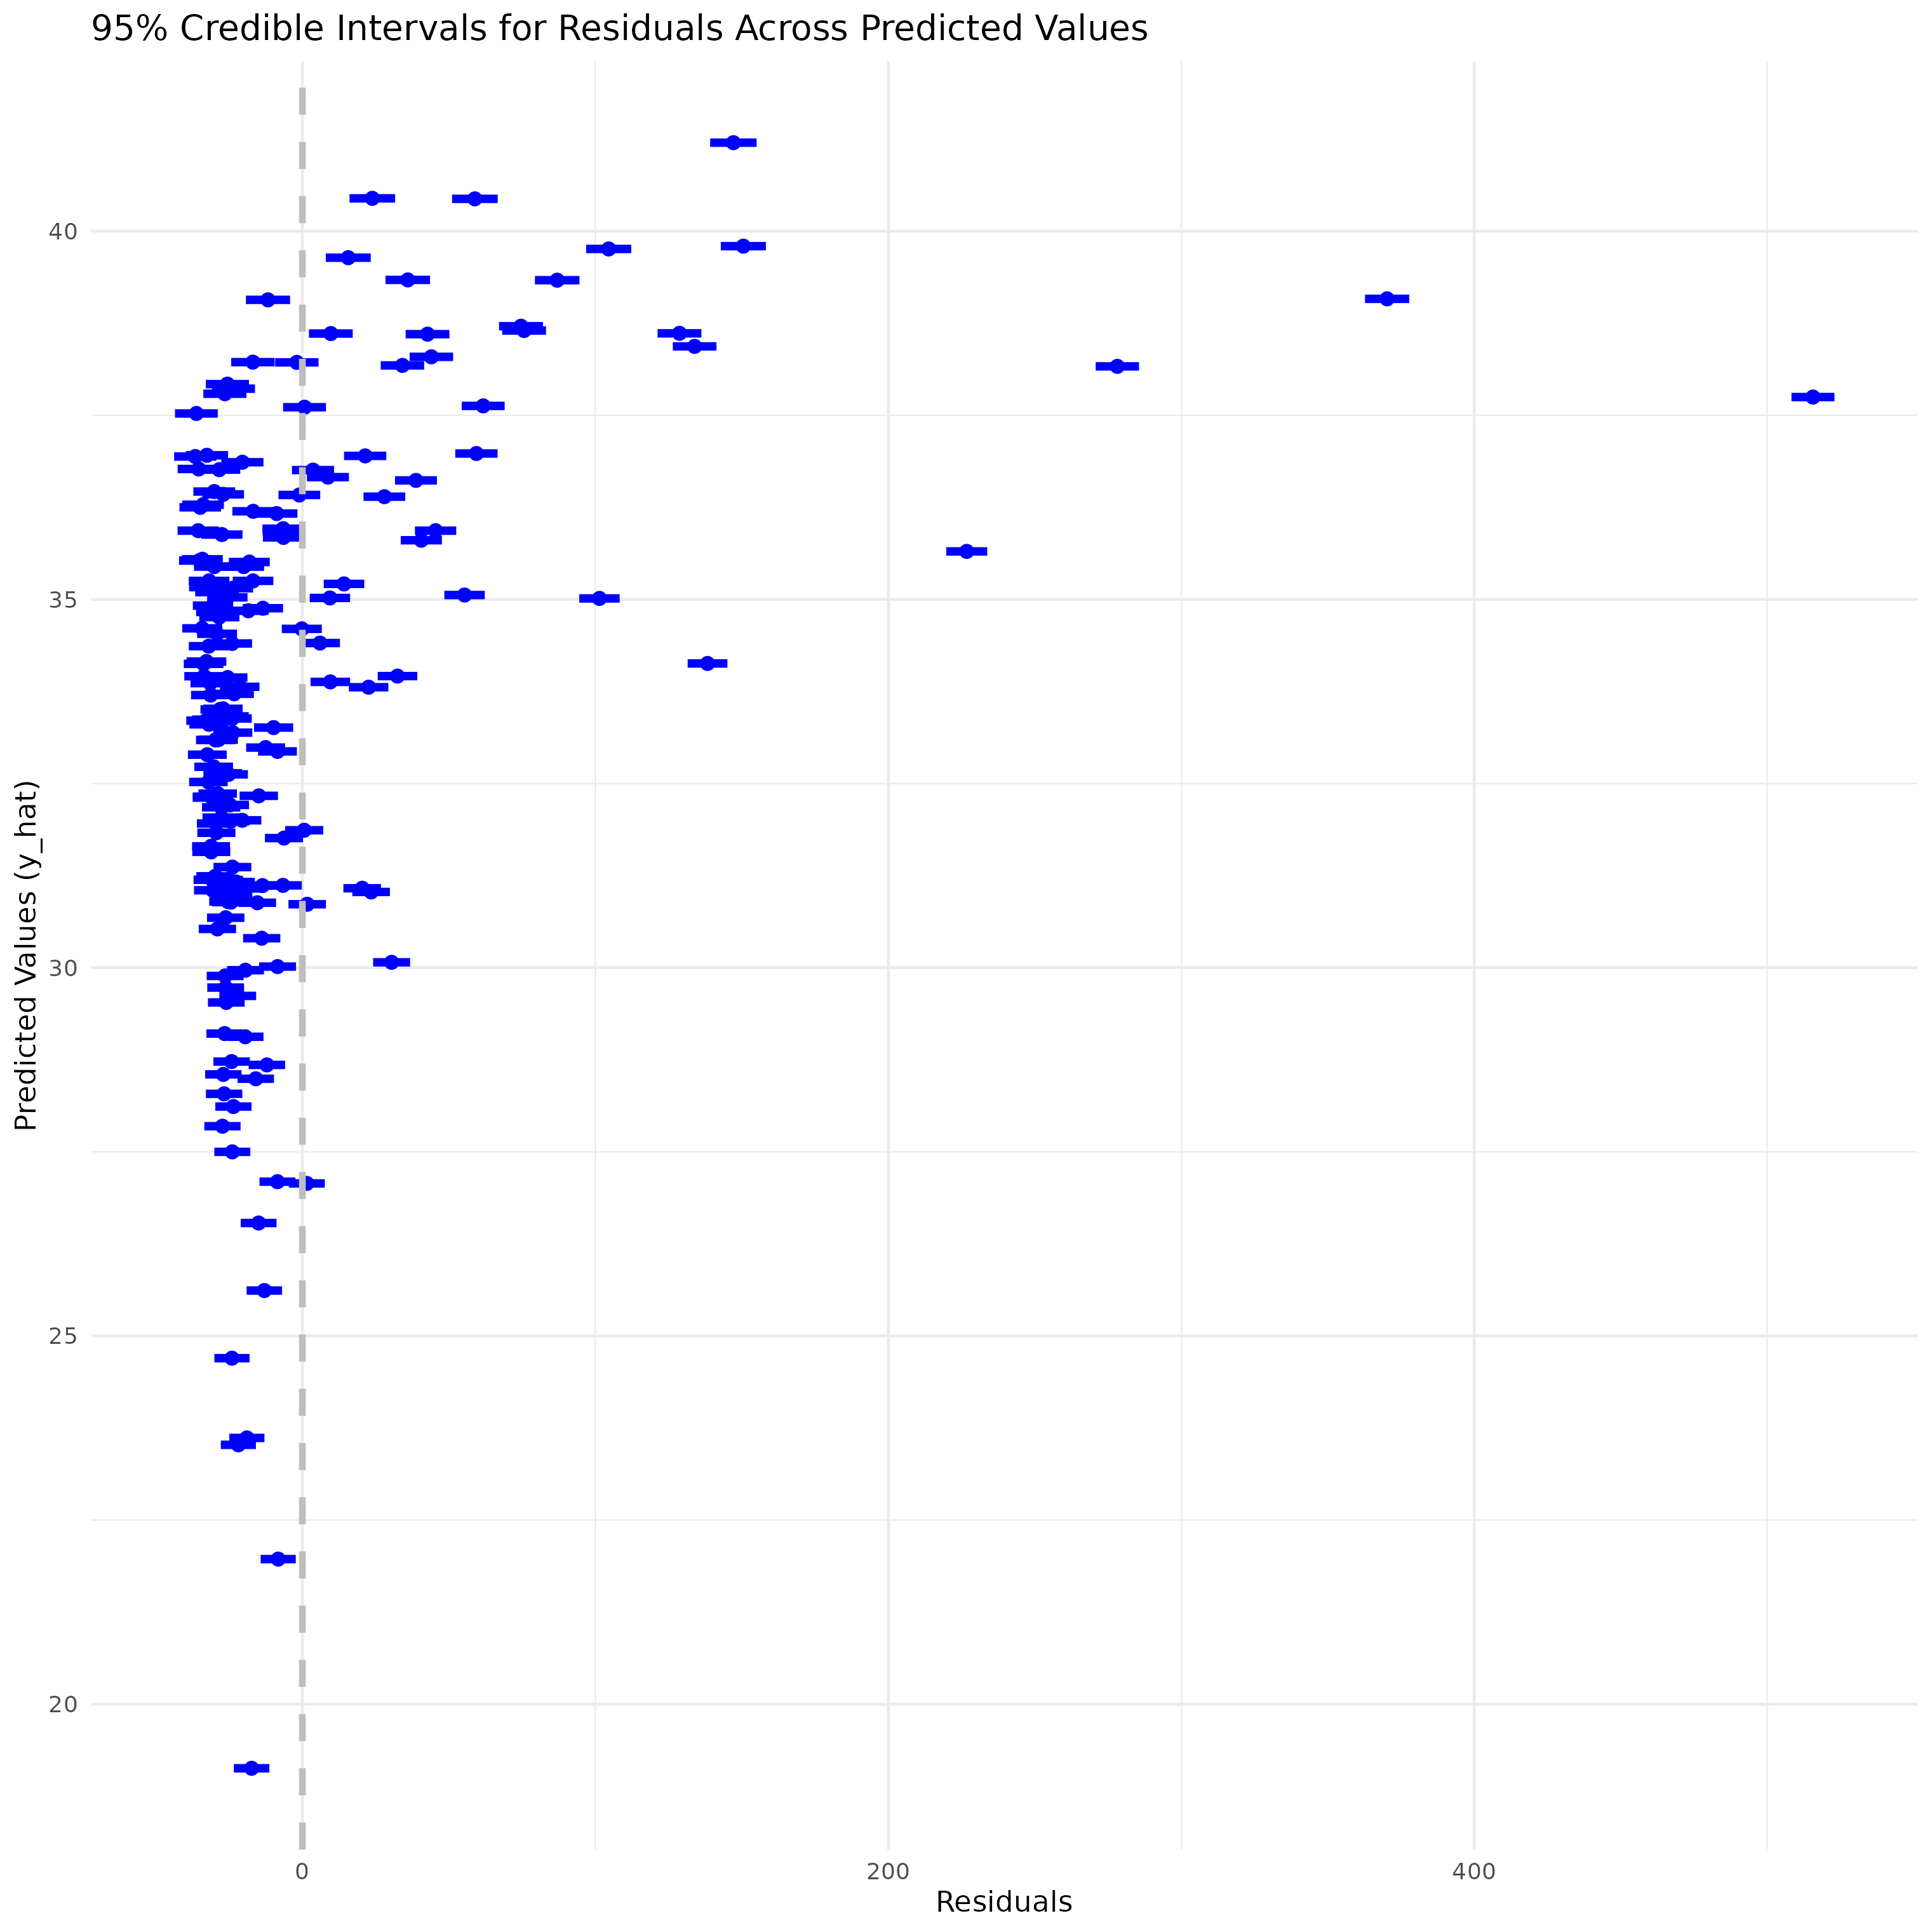 95% Credible Intervals for Residuals Across Predicted Values
Predicted Values (y_hat)
40
35
30
25
20
0
200
400
Residuals